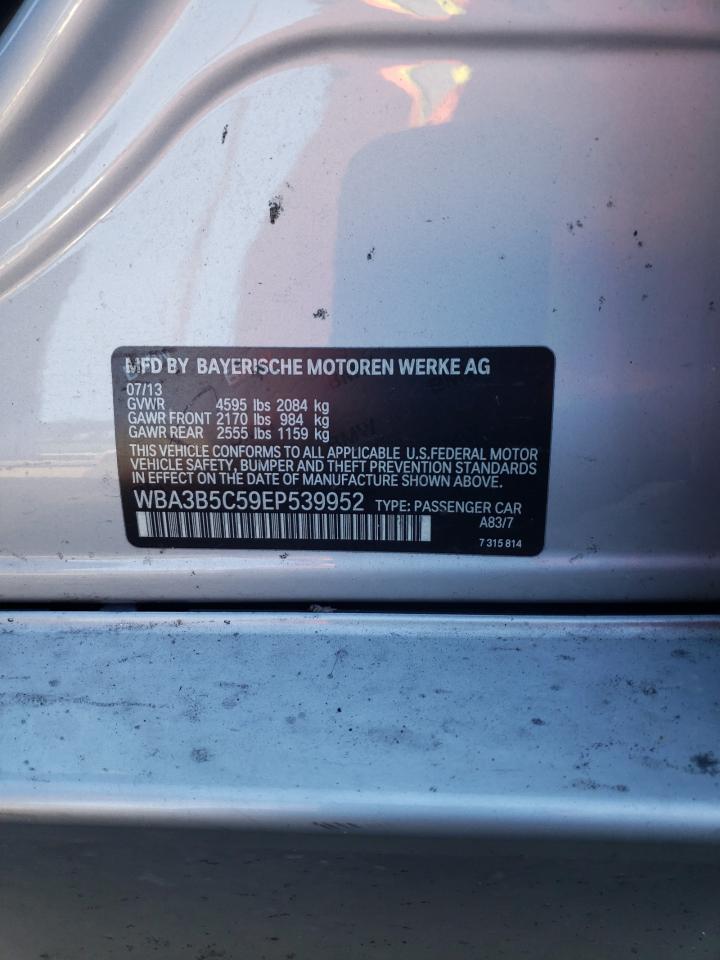 MFD BY BAYERISCHE MOTOREN WERKE AG
07/13
GVWR 4595 lbs 2084 kg
GAWR FRONT 2170 lbs 984 kg
GAWR REAR 2555 lbs 1159 kg
THIS VEHICLE CONFORMS TO ALL APPLICABLE U.S.FEDERAL MOTOR
VEHICLE SAFETY, BUMPER AND THEFT PREVENTION STANDARDS
IN EFFECT ON THE DATE OF MANUFACTURE SHOWN ABOVE.
WBA3B5C59EP539952 TYPE: PASSENGER CAR
A83/7
7 315 814